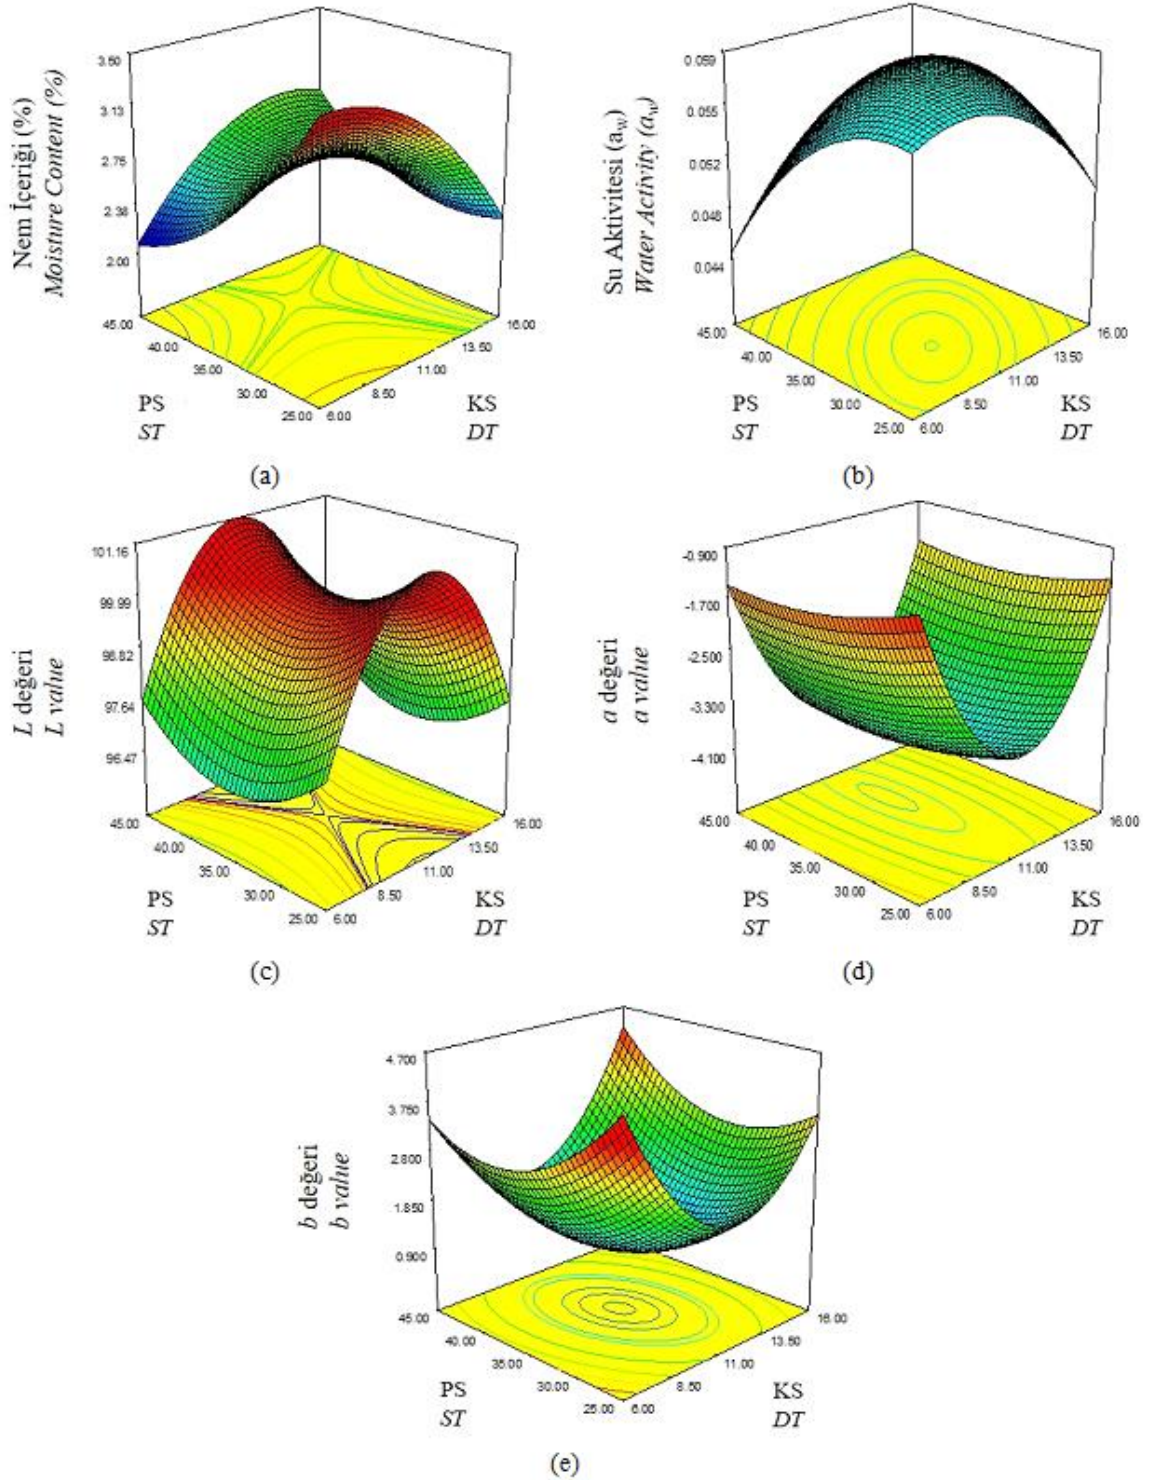 3.50
3.13
2.75
2.38
2.00
Nem İçeriği (%)
Moisture Content (%)
45.00
40.00
35.00
30.00
25.00
6.00
8.50
11.00
13.50
16.00
PS
ST
KS
DT
(a)
0.059
0.055
0.052
0.048
0.044
Su Aktivitesi (aw)
Water Activity (aw)
45.00
40.00
35.00
30.00
25.00
6.00
8.50
11.00
13.50
16.00
PS
ST
KS
DT
(b)
101.16
99.99
98.82
97.64
96.47
L değeri
L value
45.00
40.00
35.00
30.00
25.00
6.00
8.50
11.00
13.50
16.00
PS
ST
KS
DT
(c)
-0.900
-1.700
-2.500
-3.300
-4.100
a değeri
a value
45.00
40.00
35.00
30.00
25.00
6.00
8.50
11.00
13.50
16.00
PS
ST
KS
DT
(d)
4.700
3.750
2.800
1.850
0.900
b değeri
b value
45.00
40.00
35.00
30.00
25.00
6.00
8.50
11.00
13.50
16.00
PS
ST
KS
DT
(e)